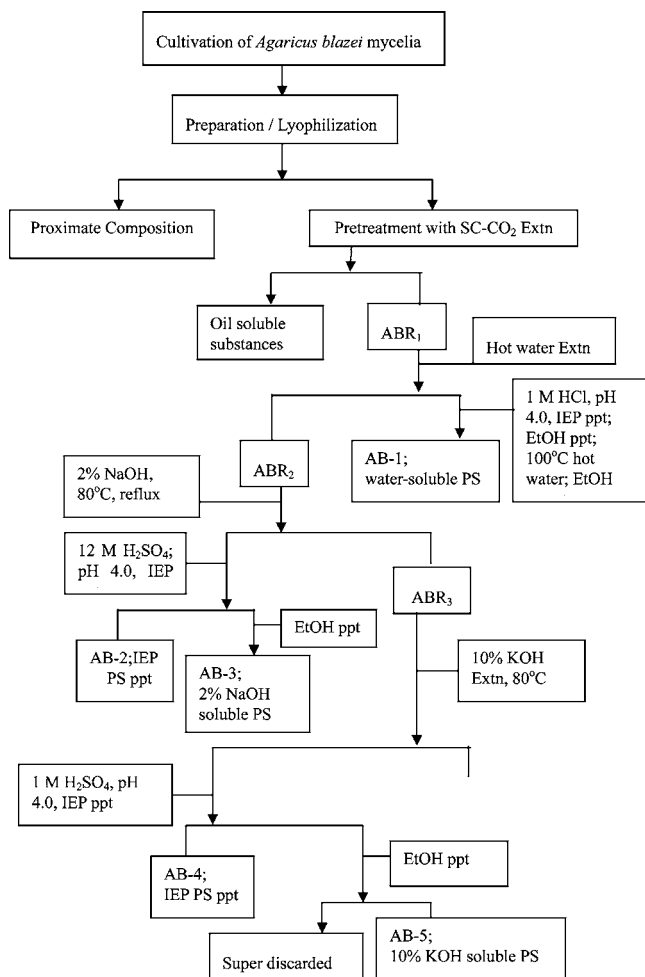 Cultivation of Agaricus blazei mycelia
Preparation / Lyophilization
Proximate Composition
Pretreatment with SC-CO₂ Extn
Oil soluble
substances
ABR₁
Hot water Extn
1 M HCl, pH
4.0, IEP ppt;
EtOH ppt;
100°C hot
water; EtOH
ABR₂
AB-1;
water-soluble PS
2% NaOH,
80°C, reflux
12 M H₂SO₄;
pH 4.0, IEP
ABR₃
EtOH ppt
AB-2;IEP
PS ppt
AB-3;
2% NaOH
soluble PS
10% KOH
Extn, 80°C
1 M H₂SO₄, pH
4.0, IEP ppt
AB-4;
IEP PS ppt
EtOH ppt
Super discarded
AB-5;
10% KOH soluble PS